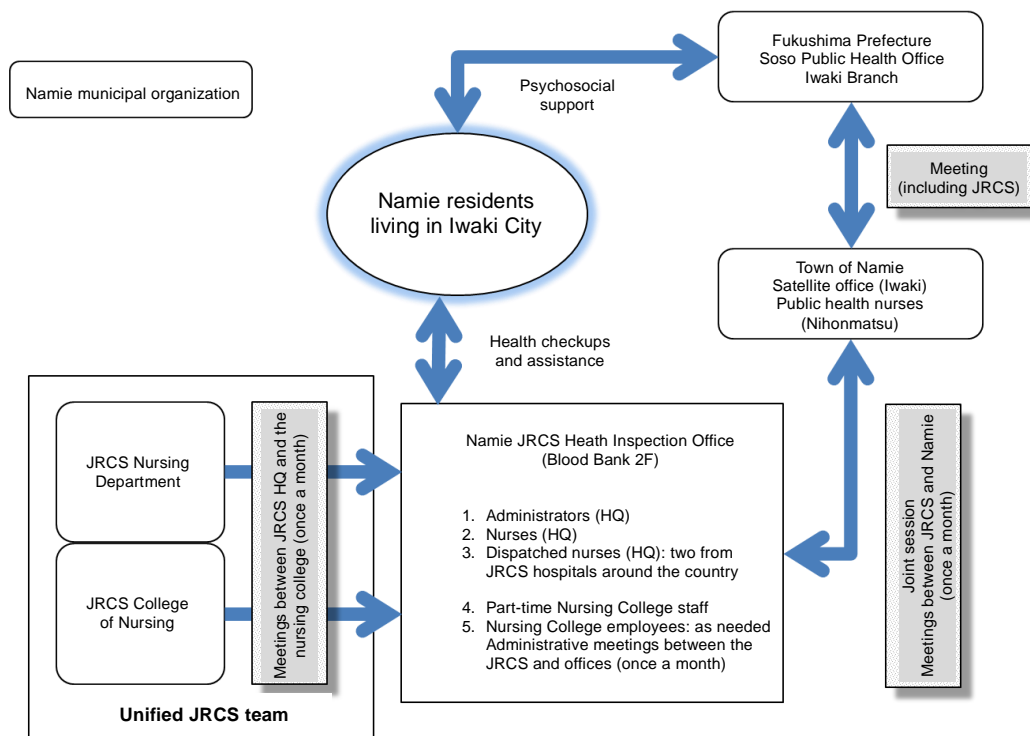 Fukushima Prefecture
Soso Public Health Office
Iwaki Branch
Namie municipal organization
Psychosocial
support
Meeting
(including JRCS)
Namie residents
living in Iwaki City
Town of Namie
Satellite office (Iwaki)
Public health nurses
(Nihonmatsu)
Health checkups
and assistance
JRCS Nursing
Department
JRCS College
of Nursing
Meetings between JRCS HQ and the
nursing college (once a month)
Unified JRCS team
Namie JRCS Heath Inspection Office
(Blood Bank 2F)
1. Administrators (HQ)
2. Nurses (HQ)
3. Dispatched nurses (HQ): two from
JRCS hospitals around the country
4. Part-time Nursing College staff
5. Nursing College employees: as needed
Administrative meetings between the
JRCS and offices (once a month)
Joint session
Meetings between JRCS and Namie
(once a month)